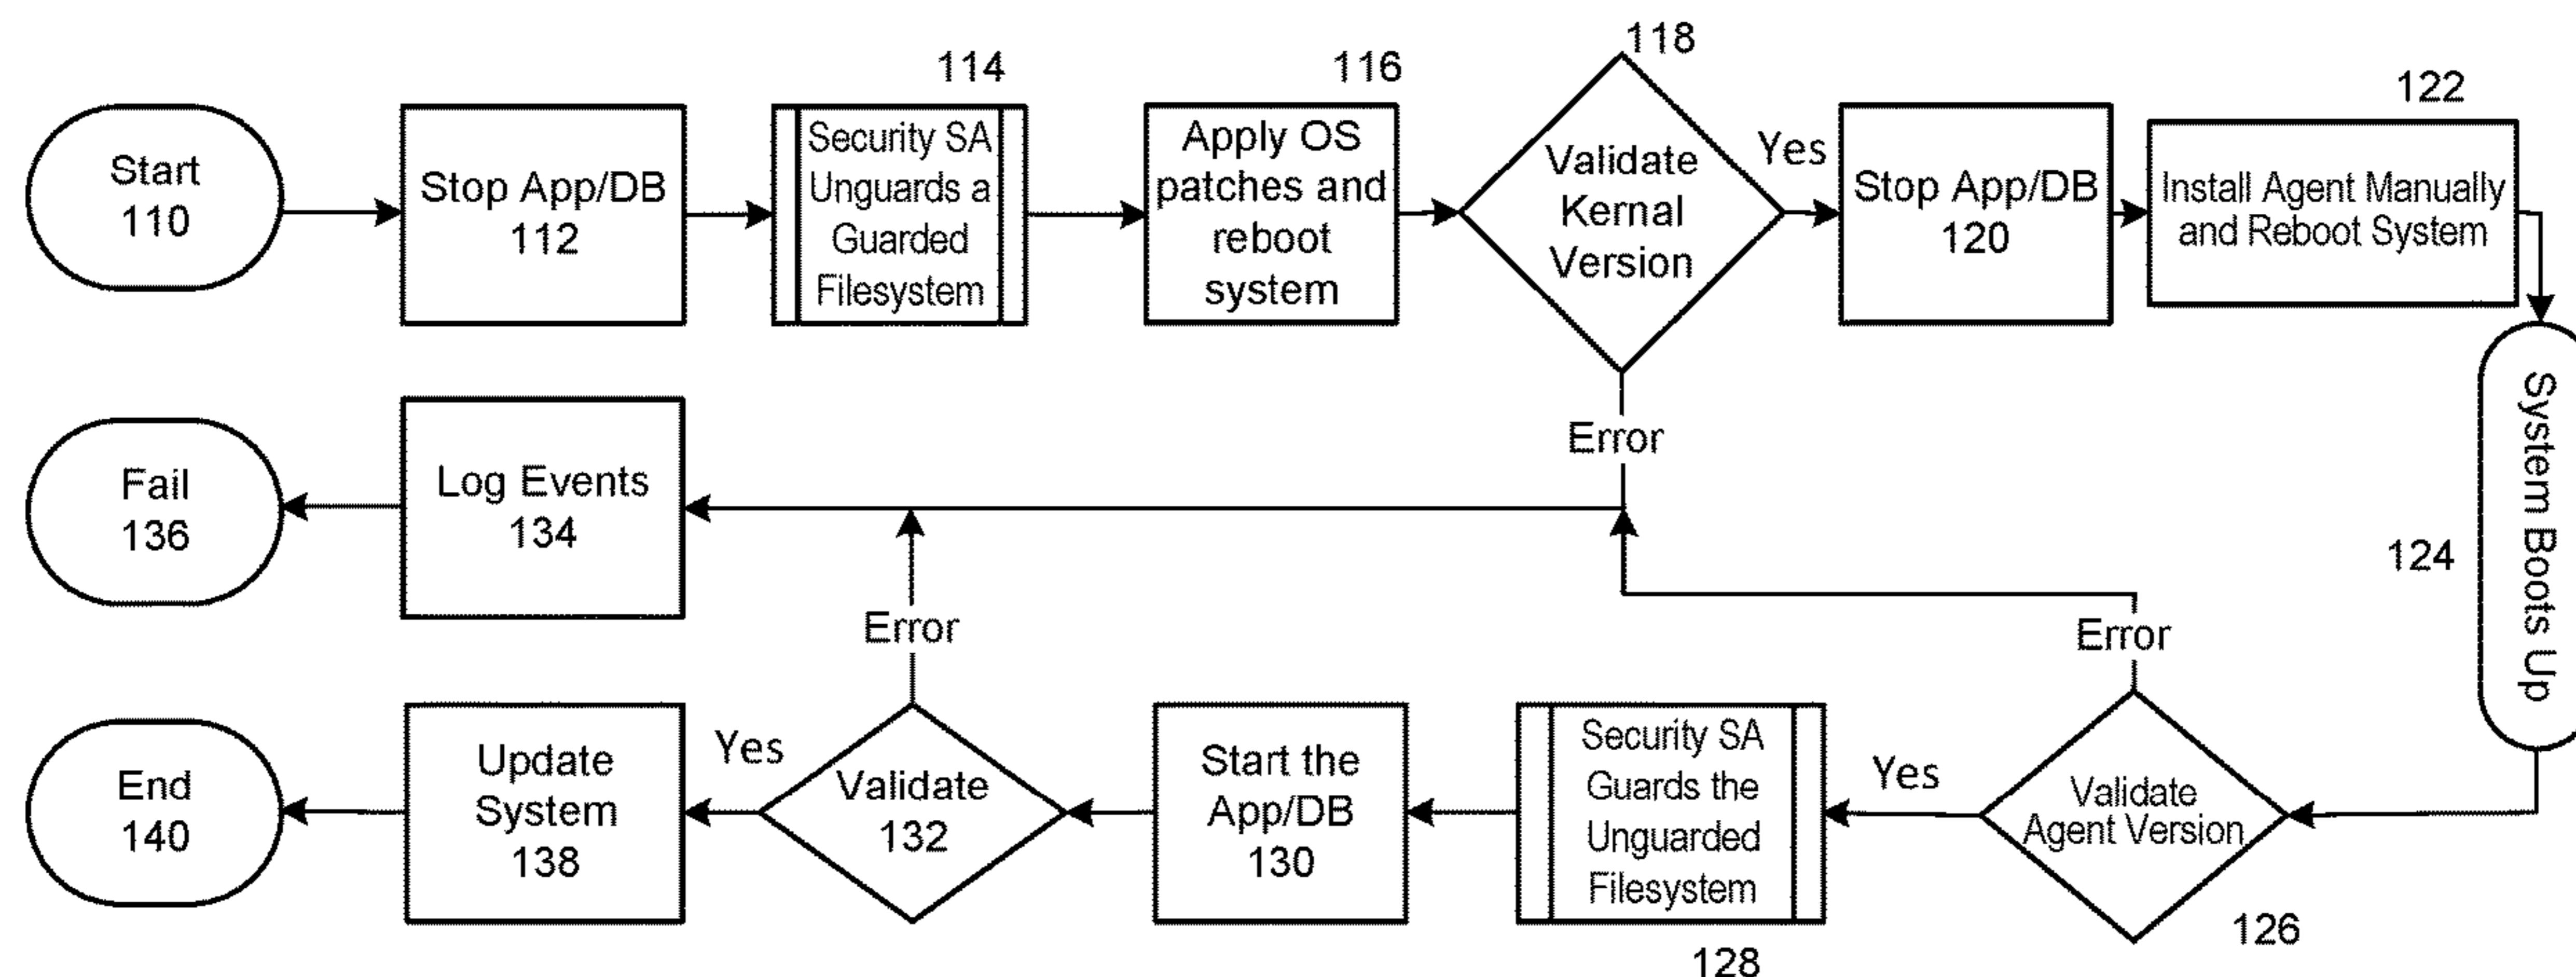 Start
110
Stop App/DB
112
114
Security SA
Unguards a
Guarded
Filesystem
116
Apply OS
patches and
reboot
system
118
Validate
Kernal
Version
Yes
Stop App/DB
120
122
Install Agent Manually
and Reboot System
System Boots Up
124
Error
Fail
136
Log Events
134
Error
Error
End
140
Update
System
138
Yes
Validate
132
Start the
App/DB
130
Security SA
Guards the
Unguarded
Filesystem
128
Yes
Validate
Agent Version
126